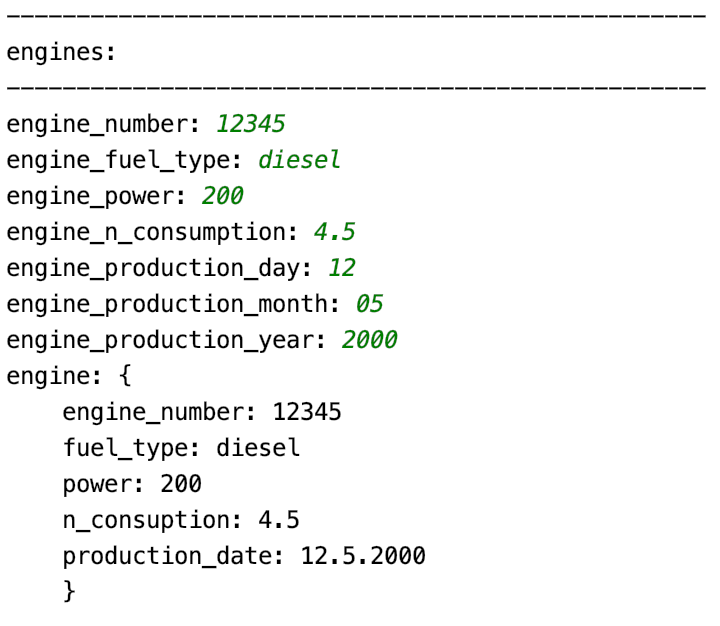 --------------------------------------------------
engines:
--------------------------------------------------
engine_number: 12345
engine_fuel_type: diesel
engine_power: 200
engine_n_consumption: 4.5
engine_production_day: 12
engine_production_month: 05
engine_production_year: 2000
engine: {
    engine_number: 12345
    fuel_type: diesel
    power: 200
    n_consuption: 4.5
    production_date: 12.5.2000
    }